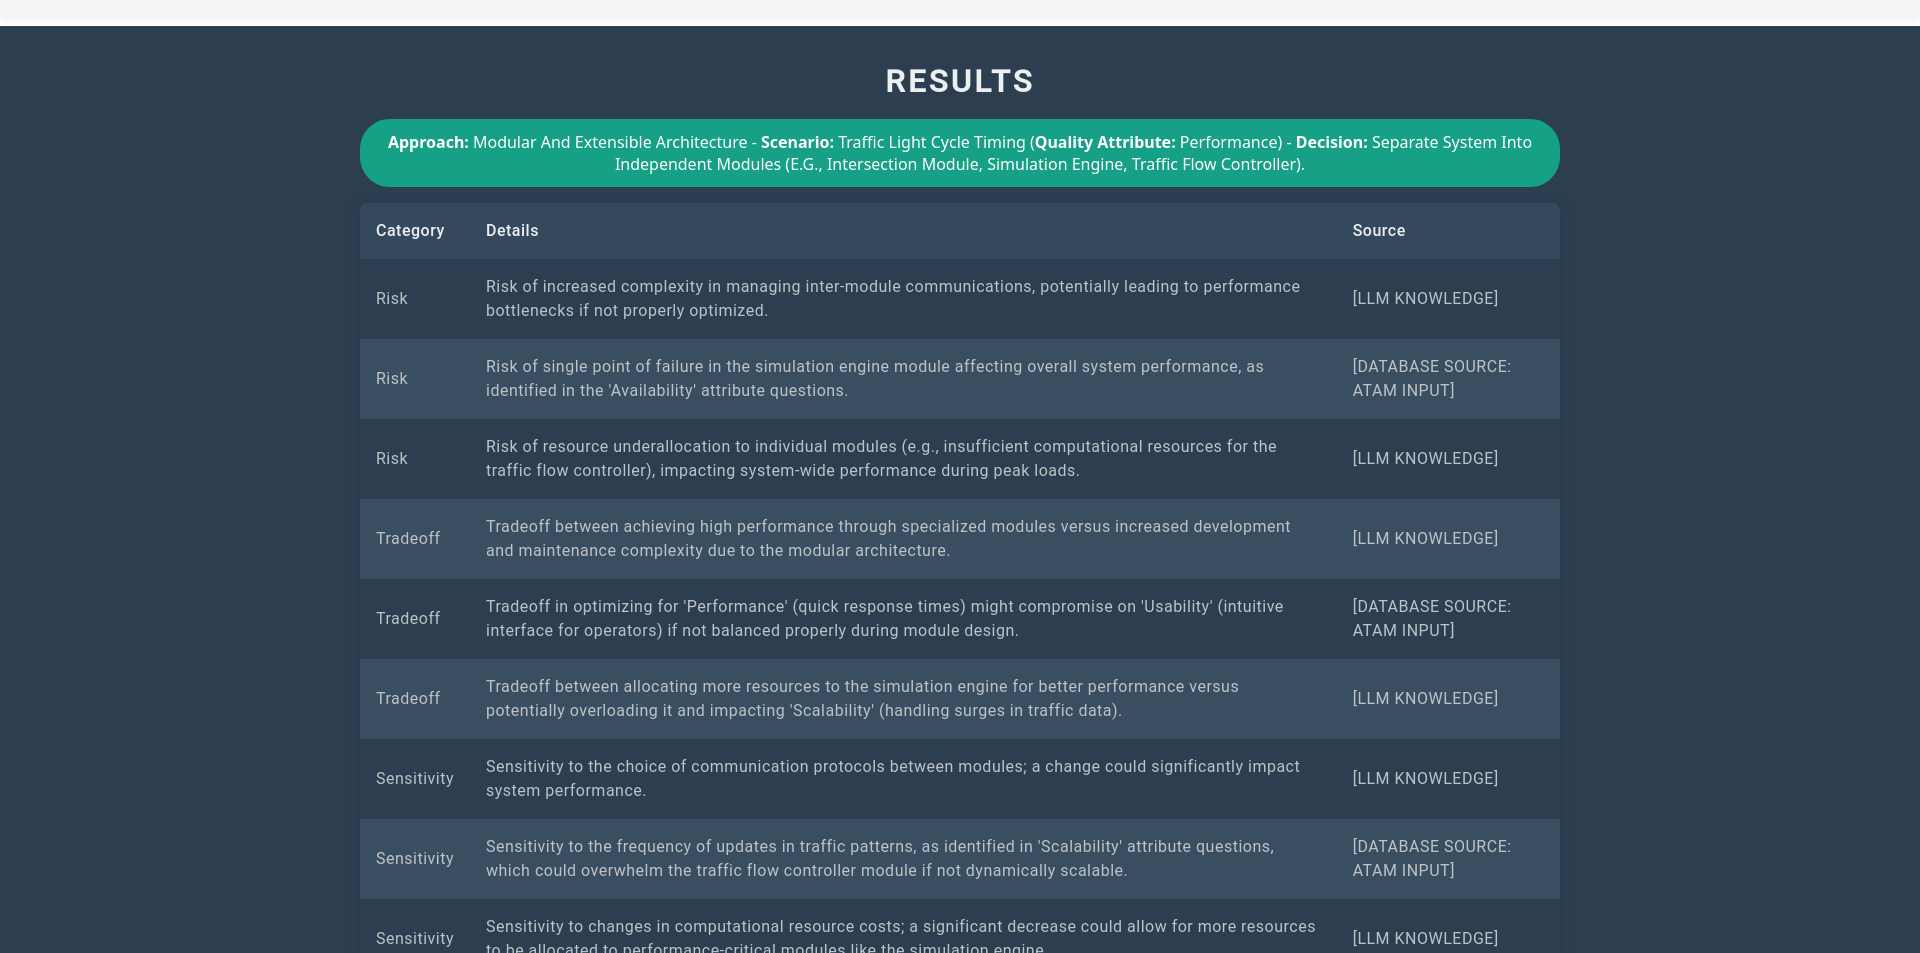 RESULTS
Approach: Modular And Extensible Architecture - Scenario: Traffic Light Cycle Timing (Quality Attribute: Performance) - Decision: Separate System Into
Independent Modules (E.G., Intersection Module, Simulation Engine, Traffic Flow Controller).
Category Details Source
Risk of increased complexity in managing inter-module communications, potentially leading to performance
Risk [LLM KNOWLEDGE]
bottlenecks if not properly optimized.
Risk of single point of failure in the simulation engine module affecting overall system performance, as [DATABASE SOURCE:
Risk
identified in the 'Availability' attribute questions. ATAM INPUT]
Risk of resource underallocation to individual modules (e.g., insufficient computational resources for the
Risk [LLM KNOWLEDGE]
traffic flow controller), impacting system-wide performance during peak loads.
Tradeoff between achieving high performance through specialized modules versus increased development
Tradeoff [LLM KNOWLEDGE]
and maintenance complexity due to the modular architecture.
Tradeoff in optimizing for 'Performance' (quick response times) might compromise on 'Usability' (intuitive [DATABASE SOURCE:
Tradeoff
interface for operators) if not balanced properly during module design. ATAM INPUT]
Tradeoff between allocating more resources to the simulation engine for better performance versus
Tradeoff [LLM KNOWLEDGE]
potentially overloading it and impacting 'Scalability' (handling surges in traffic data).
Sensitivity to the choice of communication protocols between modules; a change could significantly impact
Sensitivity [LLM KNOWLEDGE]
system performance.
Sensitivity to the frequency of updates in traffic patterns, as identified in 'Scalability' attribute questions, [DATABASE SOURCE:
Sensitivity
which could overwhelm the traffic flow controller module if not dynamically scalable. ATAM INPUT]
Sensitivity to changes in computational resource costs; a significant decrease could allow for more resources
Sensitivity [LLM KNOWLEDGE]
to be allocated to performance-critical modules like the simulation engine.